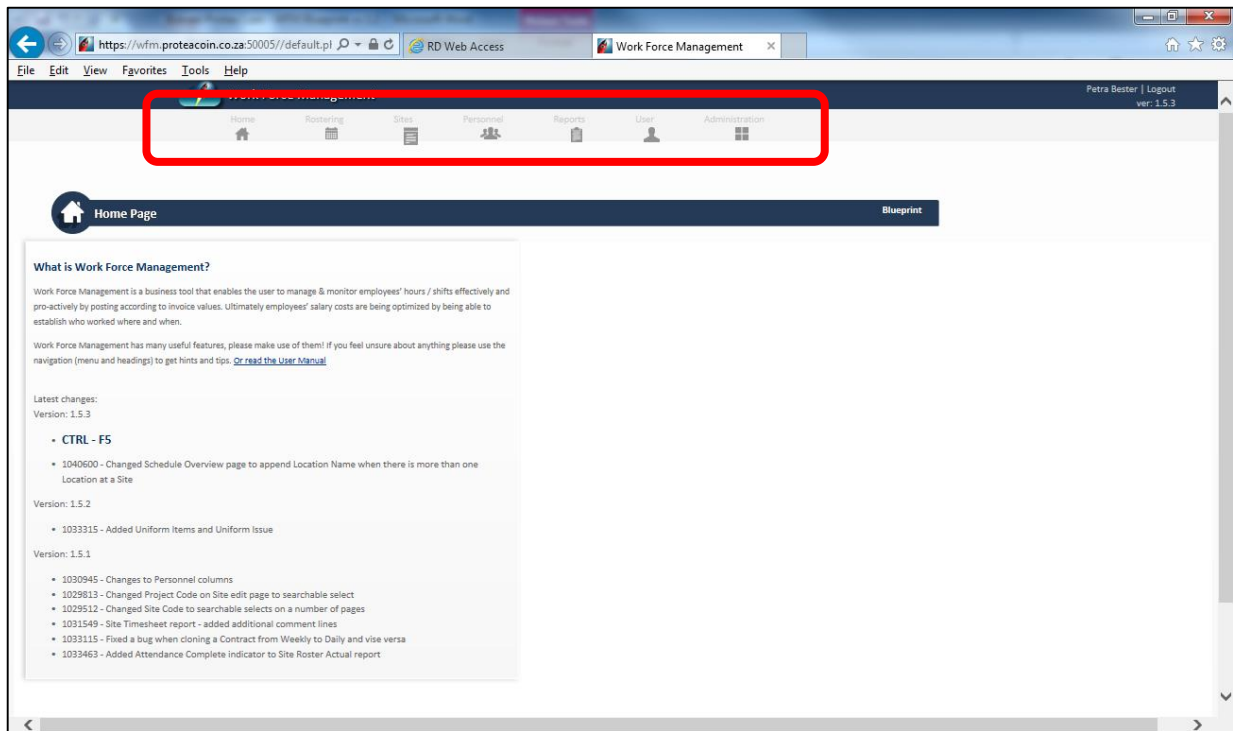 https://wfm.proteacoin.co.za:50005//default.pl
RD Web Access
Work Force Management
File Edit View Favorites Tools Help
Work Force Management
Petra Bester | Logout
ver: 1.5.3
Home Rostering Sites Personnel Reports User Administration
Home Page
Blueprint
What is Work Force Management?
Work Force Management is a business tool that enables the user to manage & monitor employees' hours / shifts effectively and
pro-actively by posting according to invoice values. Ultimately employees' salary costs are being optimized by being able to
establish who worked where and when.
Work Force Management has many useful features, please make use of them! If you feel unsure about anything please use the
navigation (menu and headings) to get hints and tips. Or read the User Manual
Latest changes:
Version: 1.5.3
• CTRL - F5
• 1040600 - Changed Schedule Overview page to append Location Name when there is more than one
Location at a Site
Version: 1.5.2
• 1033315 - Added Uniform Items and Uniform Issue
Version: 1.5.1
• 1030945 - Changes to Personnel columns
• 1029813 - Changed Project Code on Site edit page to searchable select
• 1029512 - Changed Site Code to searchable selects on a number of pages
• 1031549 - Site Timesheet report - added additional comment lines
• 1033115 - Fixed a bug when cloning a Contract from Weekly to Daily and vise versa
• 1033463 - Added Attendance Complete indicator to Site Roster Actual report